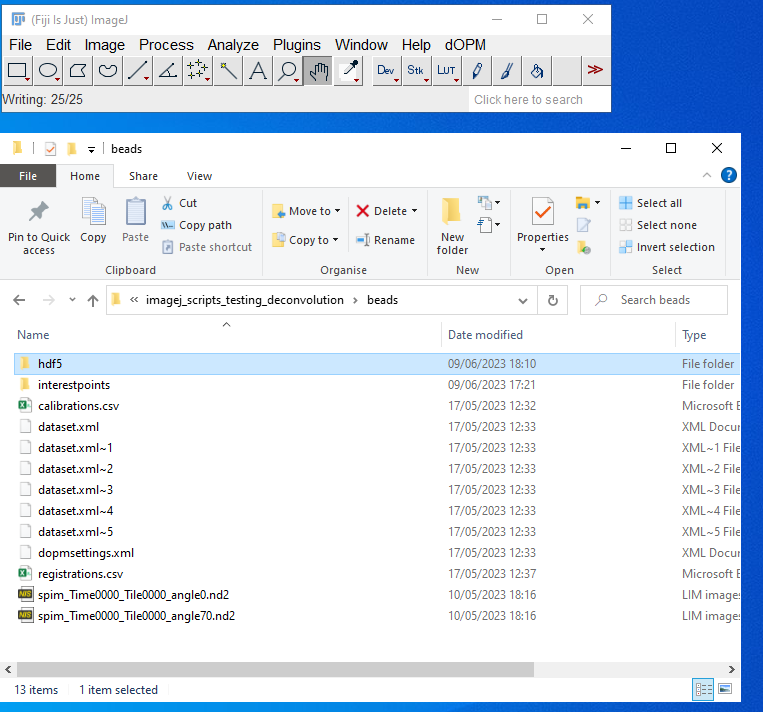 (Fiji Is Just) ImageJ
File Edit Image Process Analyze Plugins Window Help dOPM
Dev Stk LUT
Writing: 25/25
Click here to search
beads
File Home Share View
Pin to Quick access
Copy
Paste
Cut
Copy path
Paste shortcut
Clipboard
Move to
Copy to
Delete
Rename
Organise
New folder
New
Properties
Open
Select all
Select none
Invert selection
Select
« imagej_scripts_testing_deconvolution > beads
Search beads
Name Date modified Type
hdf5 09/06/2023 18:10 File folder
interestpoints 09/06/2023 17:21 File folder
calibrations.csv 17/05/2023 12:32 Microsoft E
dataset.xml 17/05/2023 12:33 XML Docur
dataset.xml~1 17/05/2023 12:33 XML~1 File
dataset.xml~2 17/05/2023 12:33 XML~2 File
dataset.xml~3 17/05/2023 12:33 XML~3 File
dataset.xml~4 17/05/2023 12:33 XML~4 File
dataset.xml~5 17/05/2023 12:33 XML~5 File
dopmsettings.xml 17/05/2023 12:33 XML Docur
registrations.csv 17/05/2023 12:37 Microsoft E
spim_Time0000_Tile0000_angle0.nd2 10/05/2023 18:16 LIM images
spim_Time0000_Tile0000_angle70.nd2 10/05/2023 18:16 LIM images
13 items 1 item selected